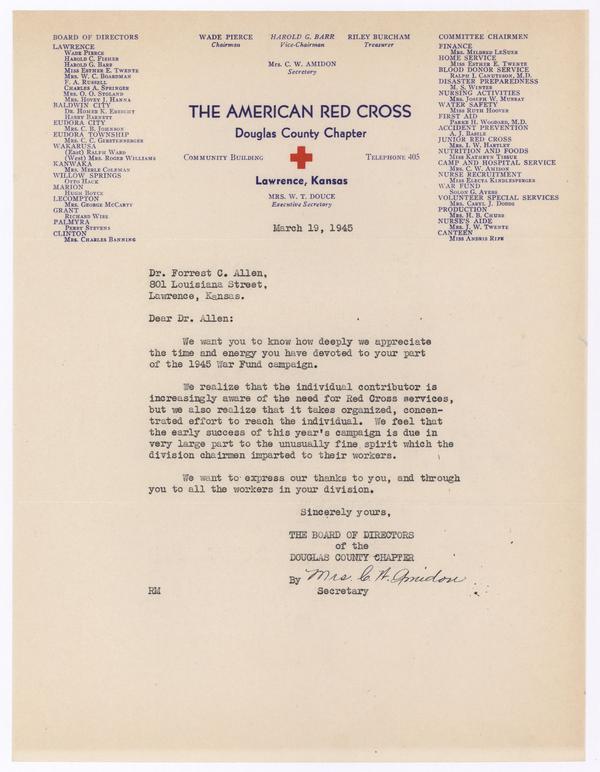 BOARD OF DIRECTORS
LAWRENCE
Wade Pierce
Harold C. Fisher
Harold G. Barr
Miss Esther E. Twente
Mrs. W. C. Boardman
F. A. Russell
Charles A. Springer
Mrs. O. O. Stoland
Mrs. Hovey J. Hanna
BALDWIN CITY
Dr. Homer K. Ebright
Harry Barnett
EUDORA CITY
Mrs. C. B. Johnson
EUDORA TOWNSHIP
Mrs. C. C. Gerstenberger
WAKARUSA
(East) Ralph Ward
(West) Mrs. Roger Williams
KANWAKA
Mrs. Merle Coleman
WILLOW SPRINGS
Otto Hack
MARION
Hugh Boyce
LECOMPTON
Mrs. George McCarty
GRANT
Richard Wise
PALMYRA
Perry Stevens
CLINTON
Mrs. Charles Banning
WADE PIERCE
Chairman
HAROLD G. BARR
Vice-Chairman
RILEY BURCHAM
Treasurer
Mrs. C. W. AMIDON
Secretary
THE AMERICAN RED CROSS
Douglas County Chapter
COMMUNITY BUILDING
TELEPHONE 405
Lawrence, Kansas
MRS. W. T. DOUCE
Executive Secretary
COMMITTEE CHAIRMEN
FINANCE
Mrs. Mildred LeSuer
HOME SERVICE
Miss Esther E. Twente
BLOOD DONOR SERVICE
Ralph I. Canuteson, M.D.
DISASTER PREPAREDNESS
M. S. Winter
NURSING ACTIVITIES
Mrs. Joseph W. Murray
WATER SAFETY
Miss Ruth Hoover
FIRST AID
Parke H. Woodard, M.D.
ACCIDENT PREVENTION
A. J. Basile
JUNIOR RED CROSS
Mrs. I. W. Hartley
NUTRITION AND FOODS
Miss Kathryn Tissue
CAMP AND HOSPITAL SERVICE
Mrs. C. W. Amidon
NURSE RECRUITMENT
Miss Electa Kindlesperger
WAR FUND
Solon G. Ayers
VOLUNTEER SPECIAL SERVICES
Mrs. Caryl J. Dodds
PRODUCTION
Mrs. H. B. Chubb
NURSE'S AIDE
Mrs. J. W. Twente
CANTEEN
Miss Andris Ripe
March 19, 1945
Dr. Forrest C. Allen,
801 Louisiana Street,
Lawrence, Kansas.
Dear Dr. Allen:
We want you to know how deeply we appreciate
the time and energy you have devoted to your part
of the 1945 War Fund campaign.
We realize that the individual contributor is
increasingly aware of the need for Red Cross services,
but we also realize that it takes organized, concen-
trated effort to reach the individual. We feel that
the early success of this year's campaign is due in
very large part to the unusually fine spirit which the
division chairmen imparted to their workers.
We want to express our thanks to you, and through
you to all the workers in your division.
Sincerely yours,
THE BOARD OF DIRECTORS
of the
DOUGLAS COUNTY CHAPTER
By Mrs. C. W. Amidon
RM
Secretary